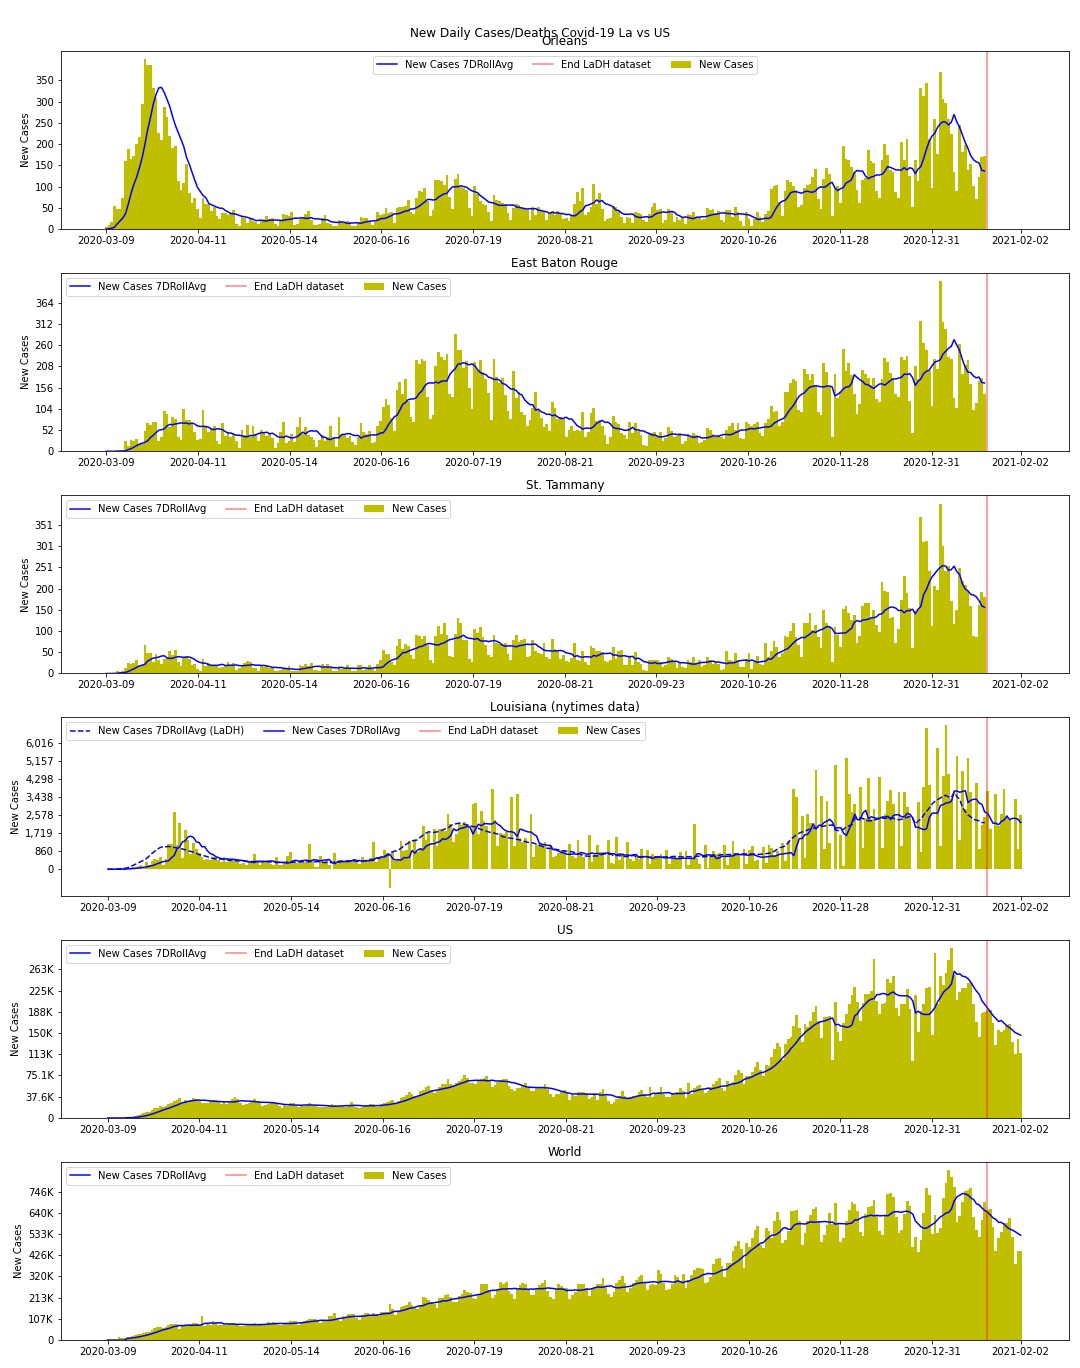 New Daily Cases/Deaths Covid-19 La vs US
Orleans
New Cases 7DRollAvg End LaDH dataset New Cases
New Cases
350
300
250
200
150
100
50
0
2020-03-09 2020-04-11 2020-05-14 2020-06-16 2020-07-19 2020-08-21 2020-09-23 2020-10-26 2020-11-28 2020-12-31 2021-02-02
East Baton Rouge
New Cases 7DRollAvg End LaDH dataset New Cases
New Cases
364
312
260
208
156
104
52
0
2020-03-09 2020-04-11 2020-05-14 2020-06-16 2020-07-19 2020-08-21 2020-09-23 2020-10-26 2020-11-28 2020-12-31 2021-02-02
St. Tammany
New Cases 7DRollAvg End LaDH dataset New Cases
New Cases
351
301
251
200
150
100
50
0
2020-03-09 2020-04-11 2020-05-14 2020-06-16 2020-07-19 2020-08-21 2020-09-23 2020-10-26 2020-11-28 2020-12-31 2021-02-02
Louisiana (nytimes data)
New Cases 7DRollAvg (LaDH) New Cases 7DRollAvg End LaDH dataset New Cases
New Cases
6,016
5,157
4,298
3,438
2,578
1,719
860
0
2020-03-09 2020-04-11 2020-05-14 2020-06-16 2020-07-19 2020-08-21 2020-09-23 2020-10-26 2020-11-28 2020-12-31 2021-02-02
US
New Cases 7DRollAvg End LaDH dataset New Cases
New Cases
263K
225K
188K
150K
113K
75.1K
37.6K
0
2020-03-09 2020-04-11 2020-05-14 2020-06-16 2020-07-19 2020-08-21 2020-09-23 2020-10-26 2020-11-28 2020-12-31 2021-02-02
World
New Cases 7DRollAvg End LaDH dataset New Cases
New Cases
746K
640K
533K
426K
320K
213K
107K
0
2020-03-09 2020-04-11 2020-05-14 2020-06-16 2020-07-19 2020-08-21 2020-09-23 2020-10-26 2020-11-28 2020-12-31 2021-02-02